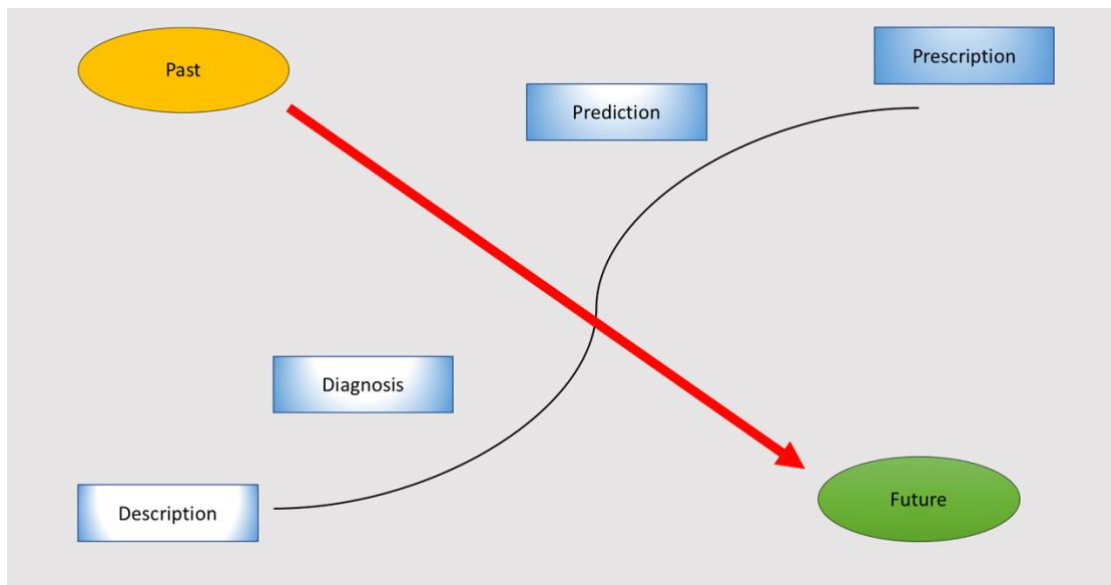 Past
Prescription
Prediction
Diagnosis
Description
Future